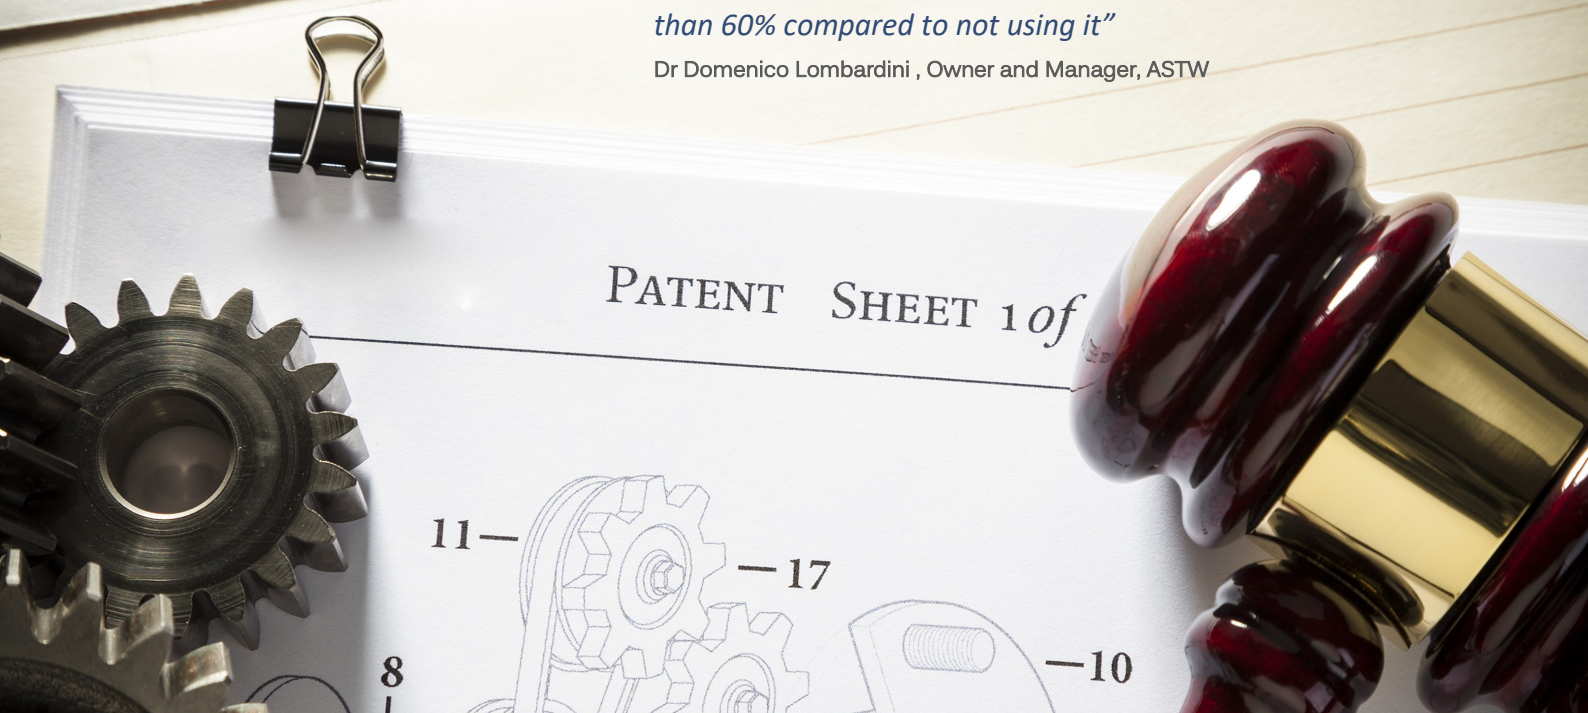 than 60% compared to not using it”
Dr Domenico Lombardini , Owner and Manager, ASTW
PATENT SHEET 1 of
11
17
8
10